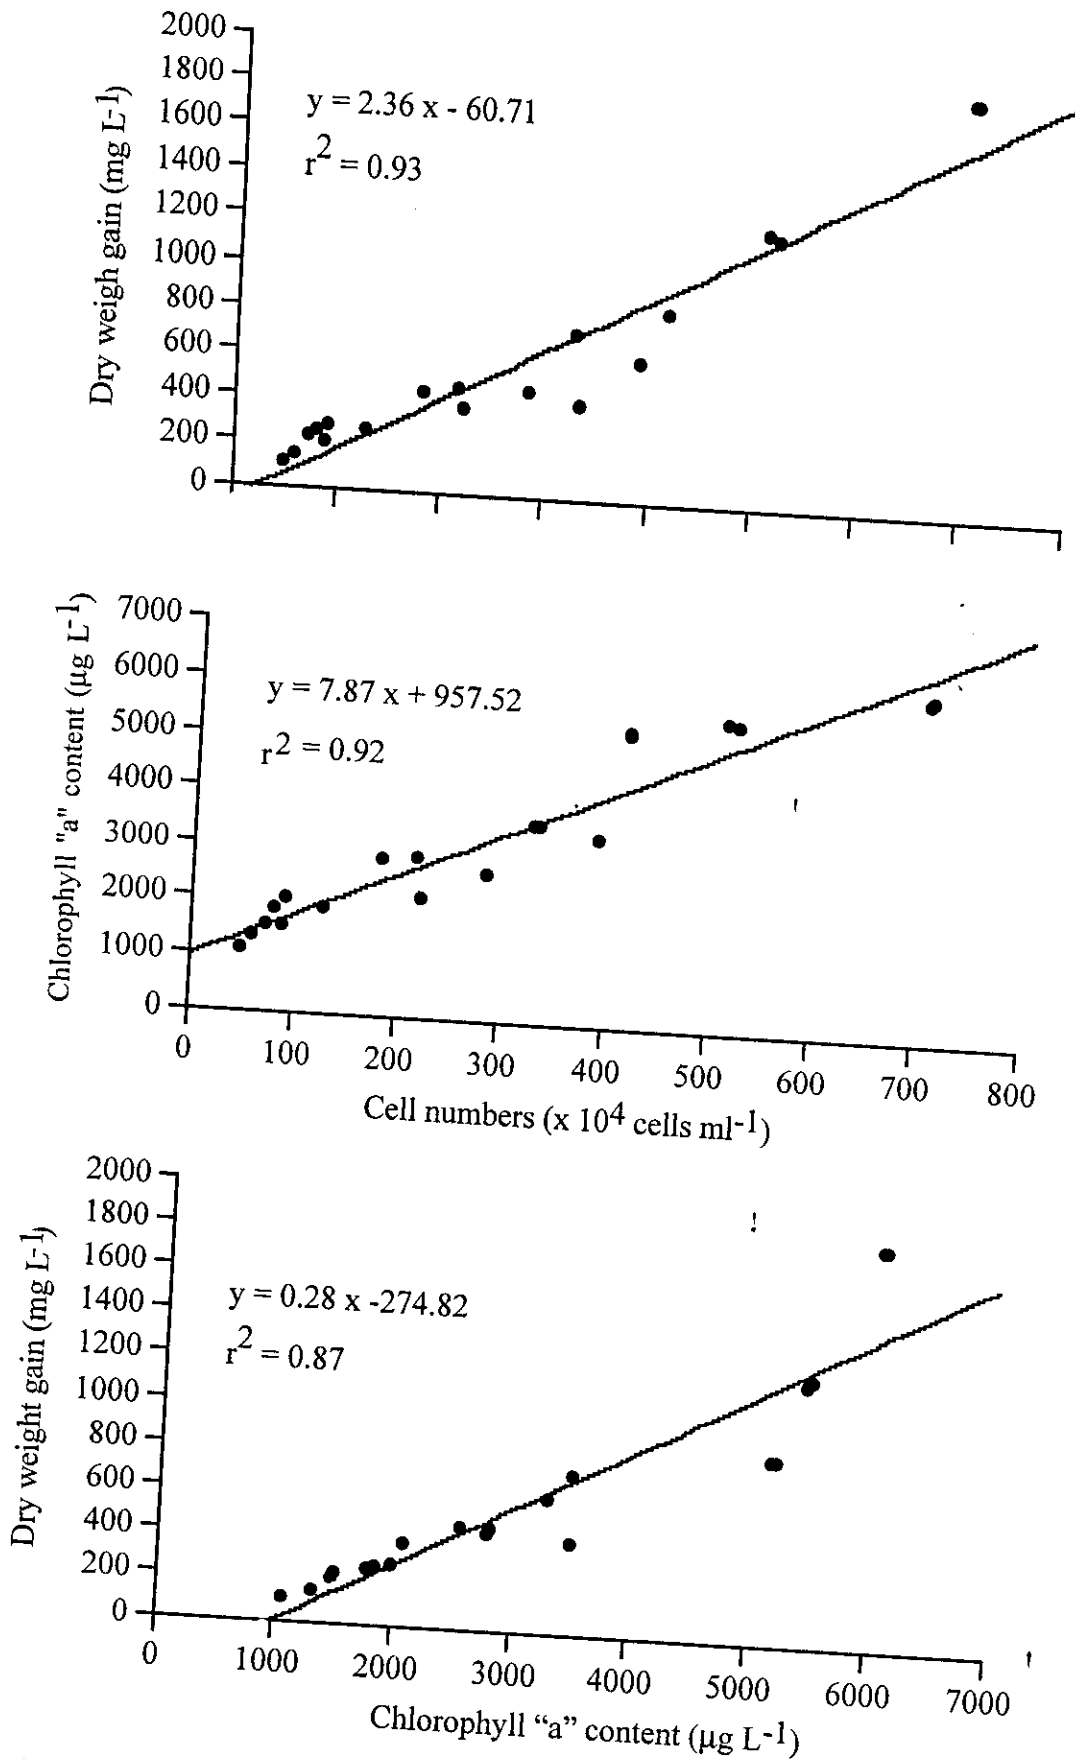 2000
1800
1600
1400
1200
1000
800
600
400
200
0
Dry weigh gain (mg L-1)
y = 2.36 x - 60.71
r2 = 0.93
7000
6000
5000
4000
3000
2000
1000
0
Chlorophyll "a" content (µg L-1)
y = 7.87 x + 957.52
r2 = 0.92
0 100 200 300 400 500 600 700 800
Cell numbers (x 104 cells ml-1)
2000
1800
1600
1400
1200
1000
800
600
400
200
0
Dry weight gain (mg L-1)
y = 0.28 x -274.82
r2 = 0.87
0 1000 2000 3000 4000 5000 6000 7000
Chlorophyll “a” content (µg L-1)